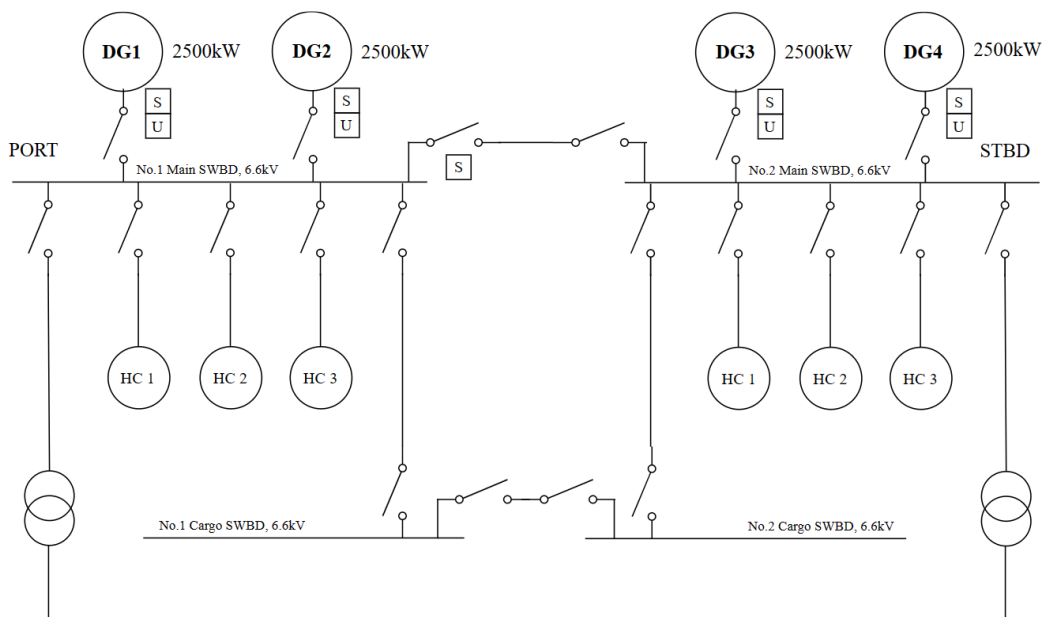 DG1 2500kW
DG2 2500kW
DG3 2500kW
DG4 2500kW
S
U
S
U
S
U
S
U
PORT
STBD
S
No.1 Main SWBD, 6.6kV
No.2 Main SWBD, 6.6kV
HC 1
HC 2
HC 3
HC 1
HC 2
HC 3
No.1 Cargo SWBD, 6.6kV
No.2 Cargo SWBD, 6.6kV